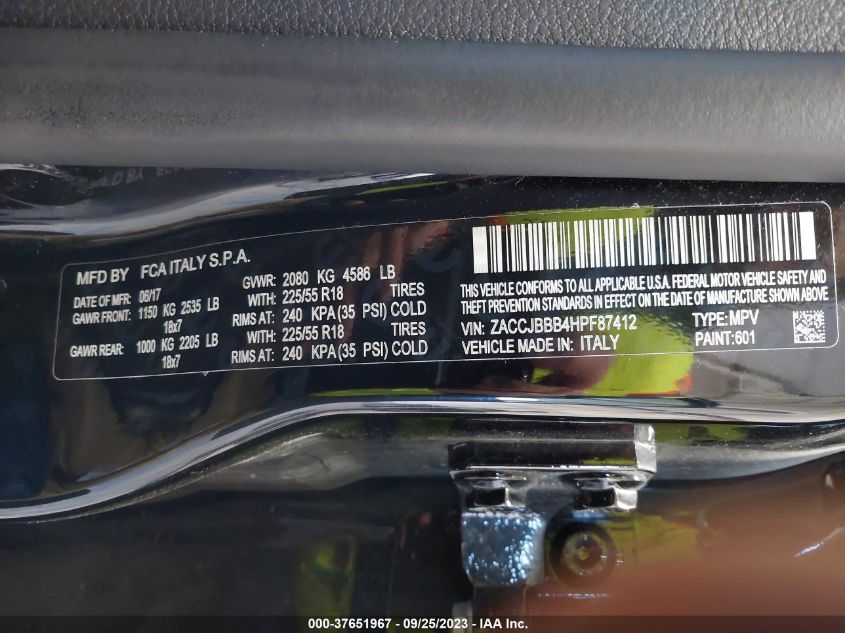 MFD BY FCA ITALY S.P.A.
DATE OF MFR: 06/17 GVWR: 2080 KG 4586 LB
GAWR FRONT: 1150 KG 2535 LB WITH: 225/55 R18 TIRES
18x7 RIMS AT: 240 KPA (35 PSI) COLD
GAWR REAR: 1000 KG 2205 LB WITH: 225/55 R18 TIRES
18x7 RIMS AT: 240 KPA (35 PSI) COLD
THIS VEHICLE CONFORMS TO ALL APPLICABLE U.S.A. FEDERAL MOTOR VEHICLE SAFETY AND
THEFT PREVENTION STANDARDS IN EFFECT ON THE DATE OF MANUFACTURE SHOWN ABOVE.
VIN: ZACCJBBB4HPF87412 TYPE: MPV
VEHICLE MADE IN: ITALY PAINT:601
000-37651967 - 09/25/2023 - IAA Inc.